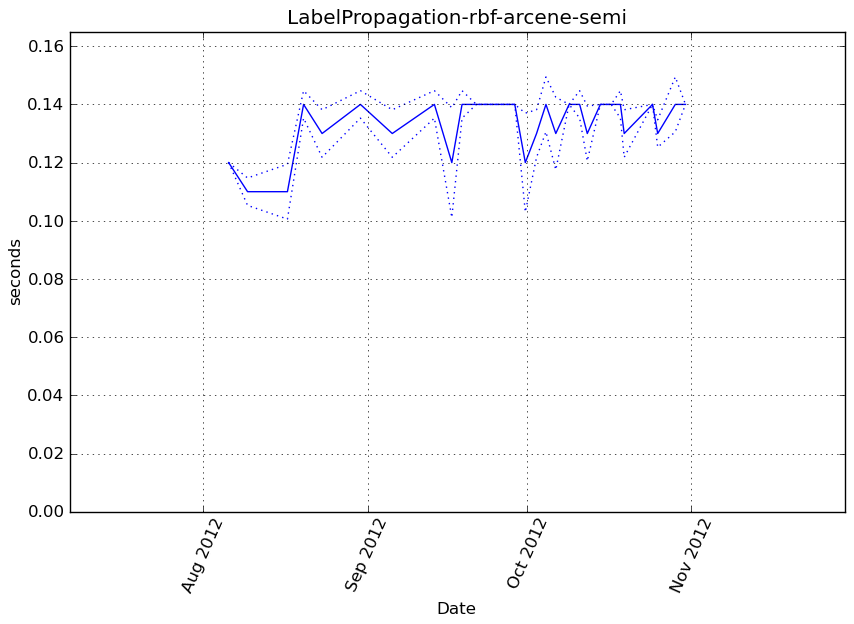 LabelPropagation-rbf-arcene-semi
0.16
0.14
0.12
0.10
0.08
0.06
0.04
0.02
0.00
seconds
Aug 2012
Sep 2012
Oct 2012
Nov 2012
Date